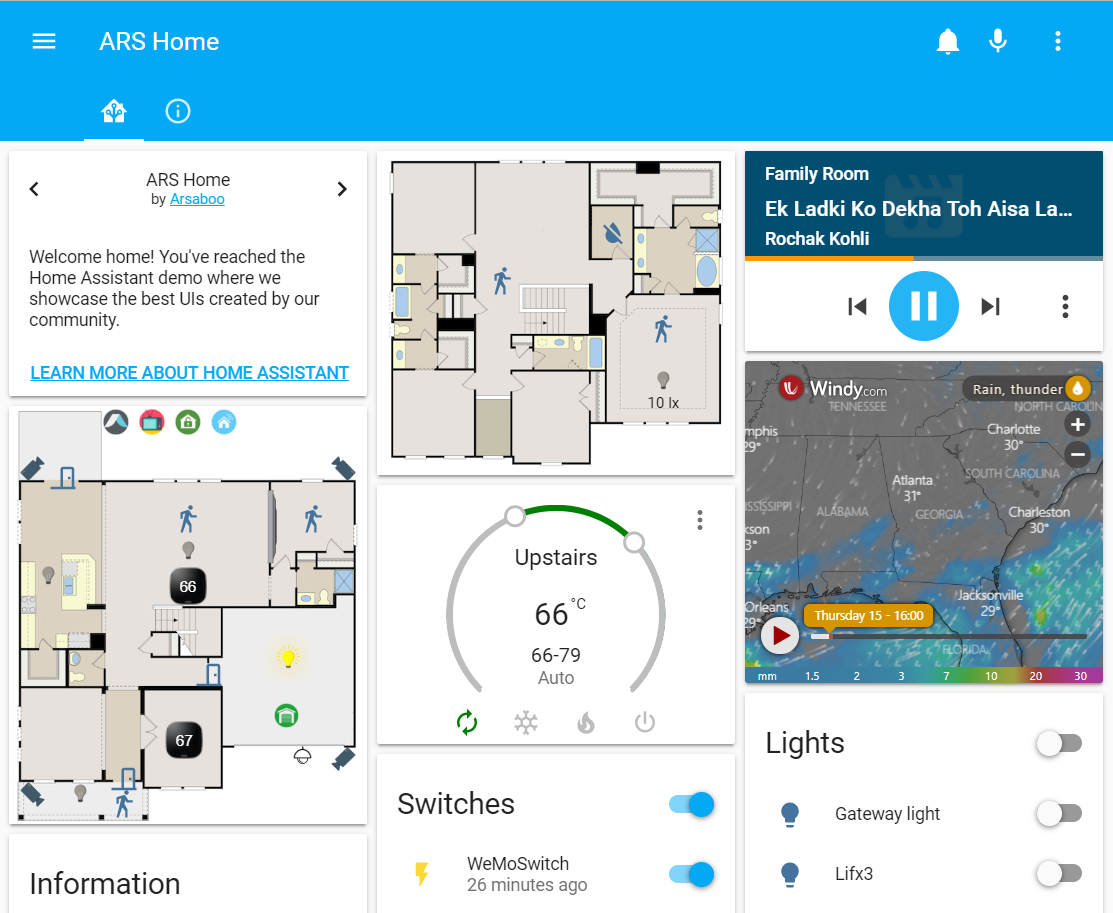 ARS Home
ARS Home
by Arsaboo
Welcome home! You've reached the
Home Assistant demo where we
showcase the best UIs created by our
community.
LEARN MORE ABOUT HOME ASSISTANT
66
67
Information
10 lx
Upstairs
66 °C
66-79
Auto
Switches
WeMoSwitch
26 minutes ago
Family Room
Ek Ladki Ko Dekha Toh Aisa La...
Rochak Kohli
Windy.com
Rain, thunder
TENNESSEE
NORTH CAROLIN
mphis
29°
Charlotte
30°
+
−
SOUTH CAROLINA
Atlanta
31°
SSISSIPPI
ALABAMA
GEORGIA
Charleston
30°
kson
3°
Jacksonville
29°
Orleans
29°
Thursday 15 - 16:00
FLORIDA
mm 1.5 2 3 7 10 20 30
Lights
Gateway light
Lifx3